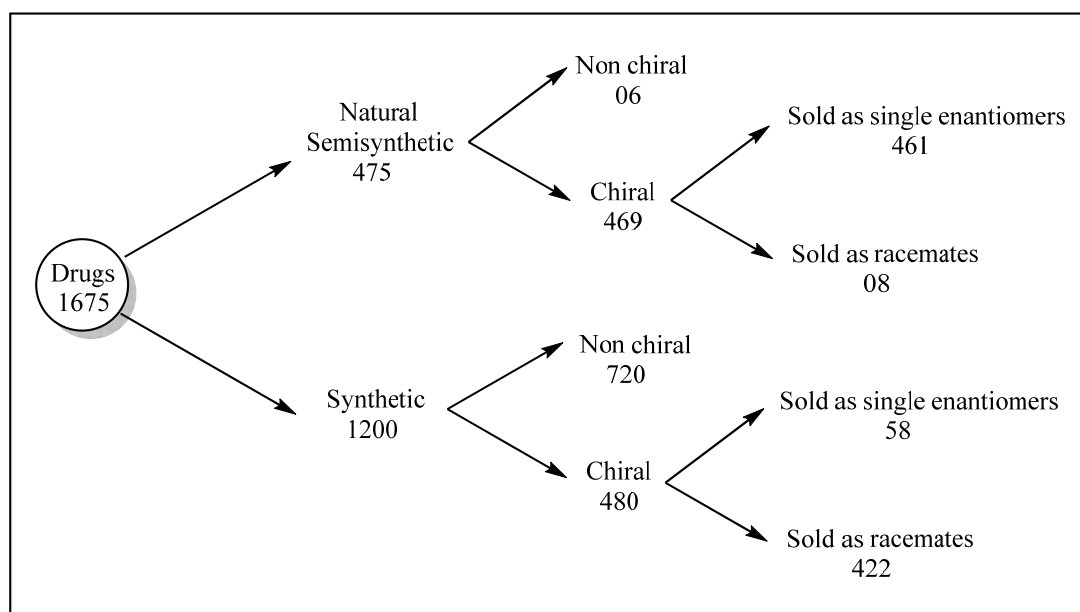 Drugs
1675
Natural
Semisynthetic
475
Non chiral
06
Chiral
469
Sold as single enantiomers
461
Sold as racemates
08
Synthetic
1200
Non chiral
720
Chiral
480
Sold as single enantiomers
58
Sold as racemates
422